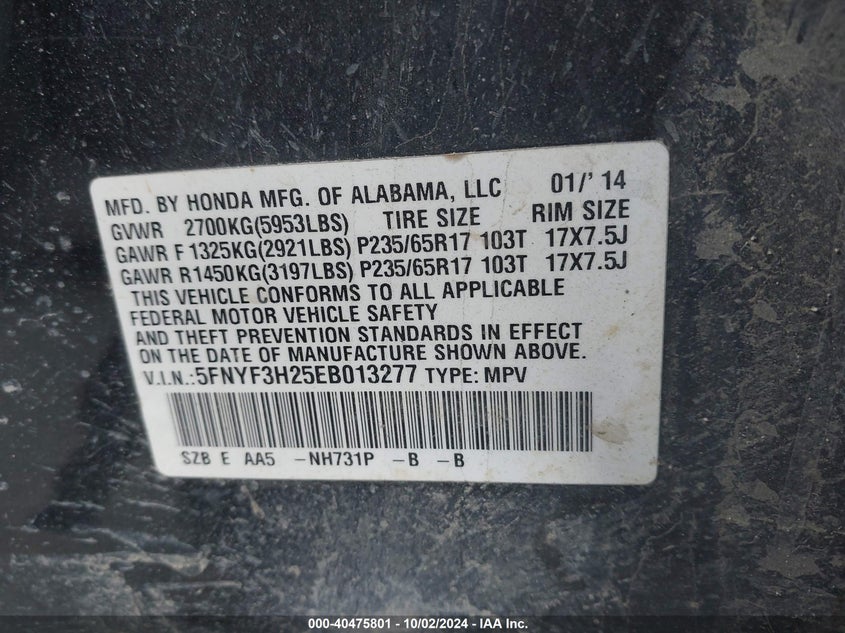 MFD. BY HONDA MFG. OF ALABAMA, LLC 01/'14
GVWR 2700KG(5953LBS) TIRE SIZE RIM SIZE
GAWR F 1325KG(2921LBS) P235/65R17 103T 17X7.5J
GAWR R1450KG(3197LBS) P235/65R17 103T 17X7.5J
THIS VEHICLE CONFORMS TO ALL APPLICABLE
FEDERAL MOTOR VEHICLE SAFETY
AND THEFT PREVENTION STANDARDS IN EFFECT
ON THE DATE OF MANUFACTURE SHOWN ABOVE.
V.I.N.:5FNYF3H25EB013277 TYPE: MPV
SZB E AA5 -NH731P -B -B
000-40475801 - 10/02/2024 - IAA Inc.